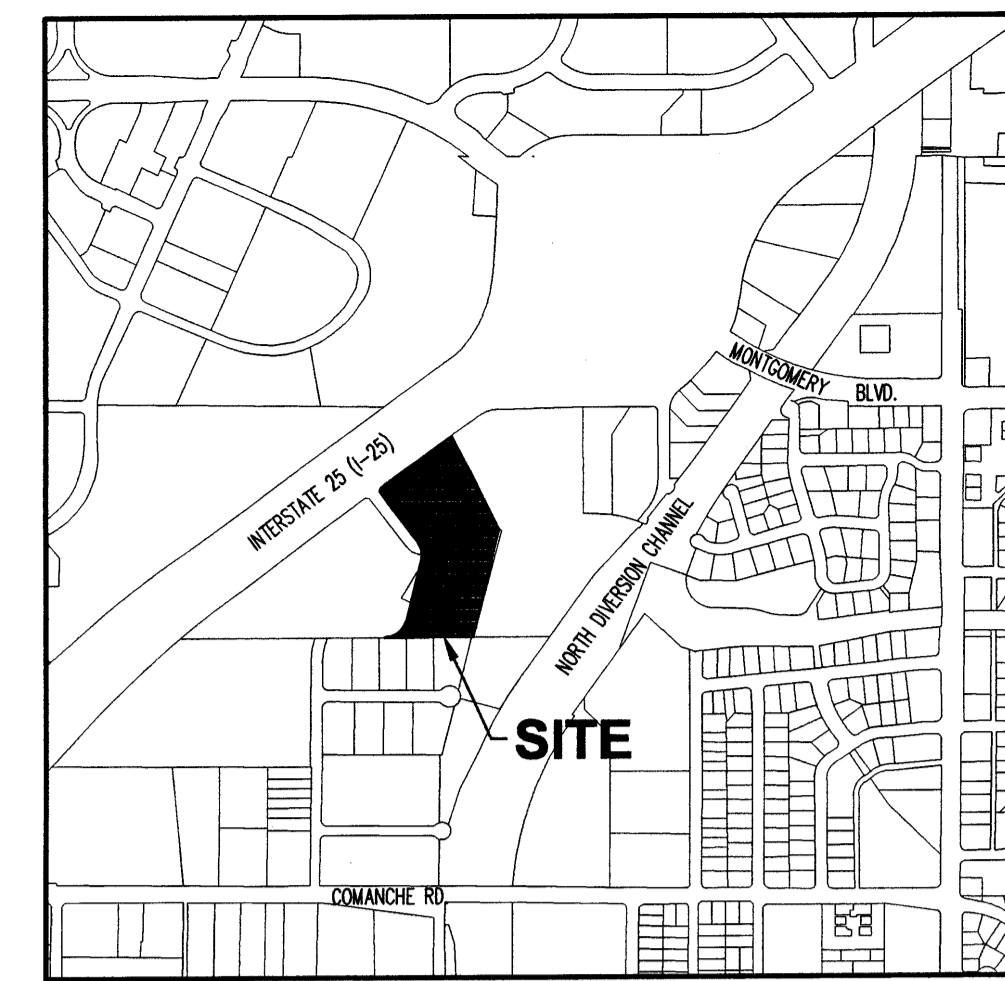 MONTGOMERY BLVD.
INTERSTATE 25 (I-25)
NORTH DIVERSION CHANNEL
SITE
COMANCHE RD.